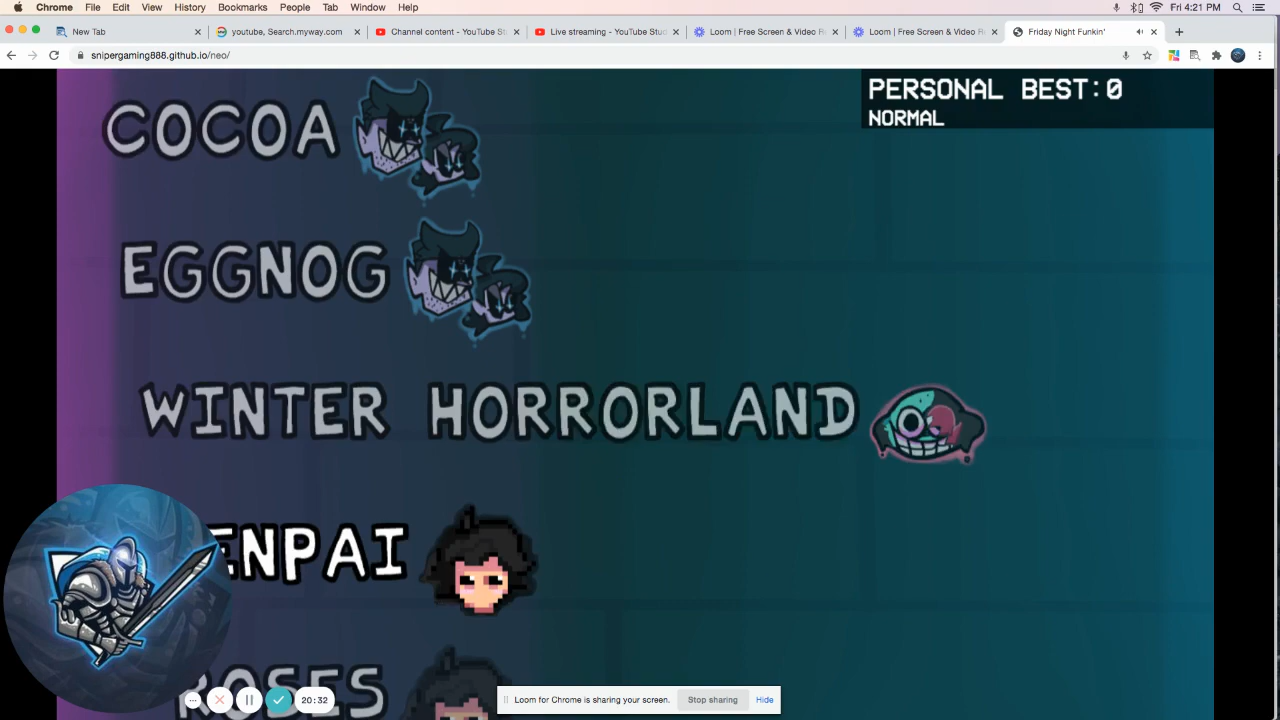 Chrome File Edit View History Bookmarks People Tab Window Help Fri 4:21 PM
New Tab youtube, Search.myway.com Channel content - YouTube St Live streaming - YouTube Stud Loom | Free Screen & Video R Loom | Free Screen & Video R Friday Night Funkin'
snipergaming888.github.io/neo/
PERSONAL BEST:0
NORMAL
COCOA
EGGNOG
WINTER HORRORLAND
ENPAI
ROSES
20:32 Loom for Chrome is sharing your screen. Stop sharing Hide